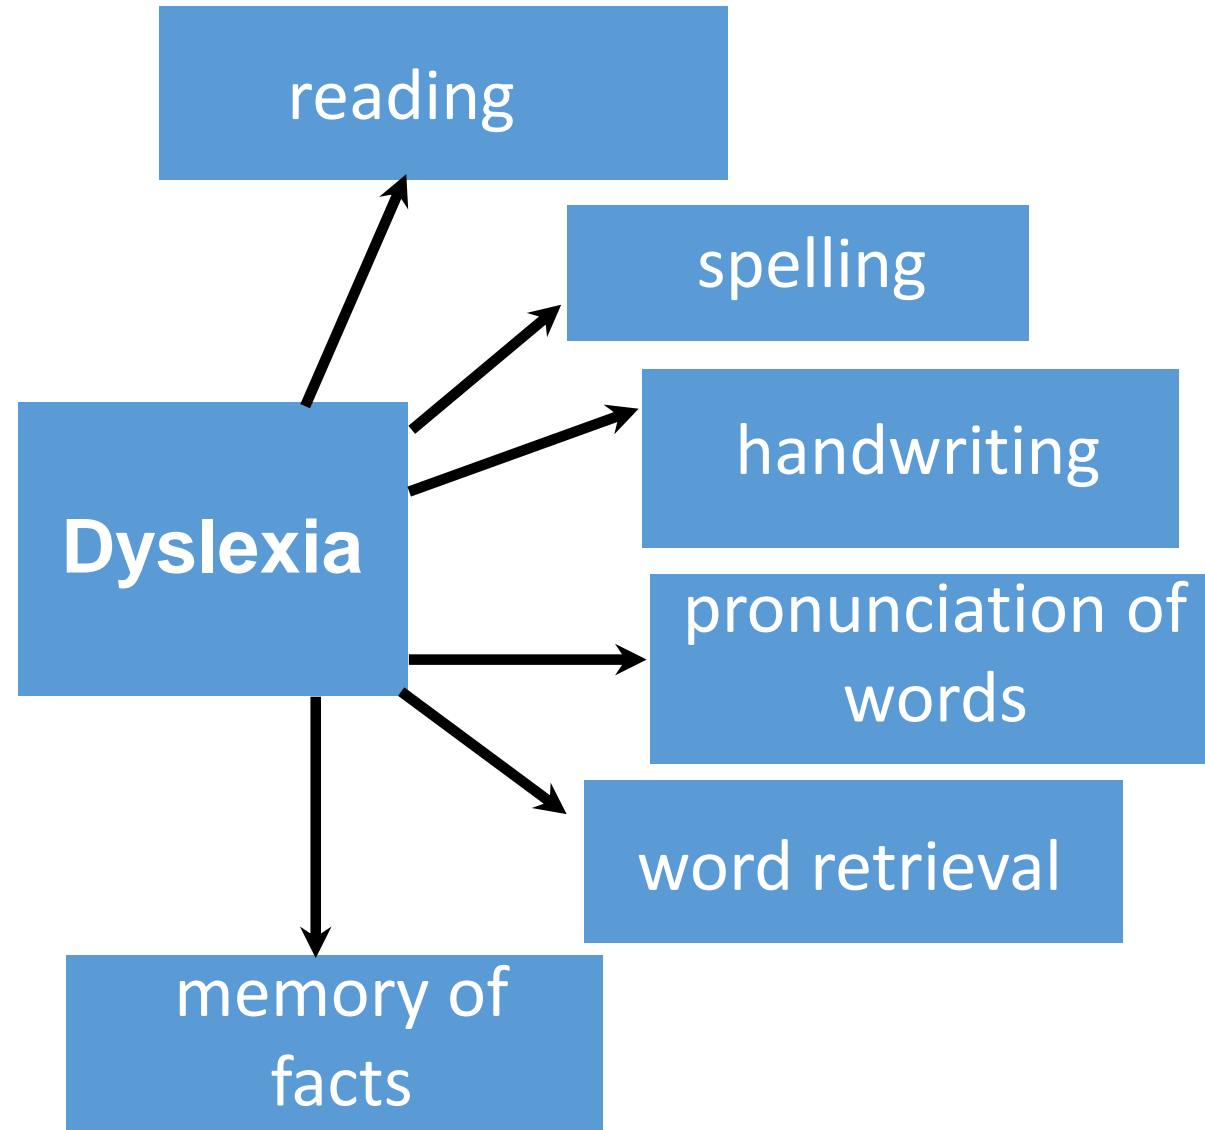 reading
spelling
handwriting
Dyslexia
pronunciation of
words
word retrieval
memory of
facts